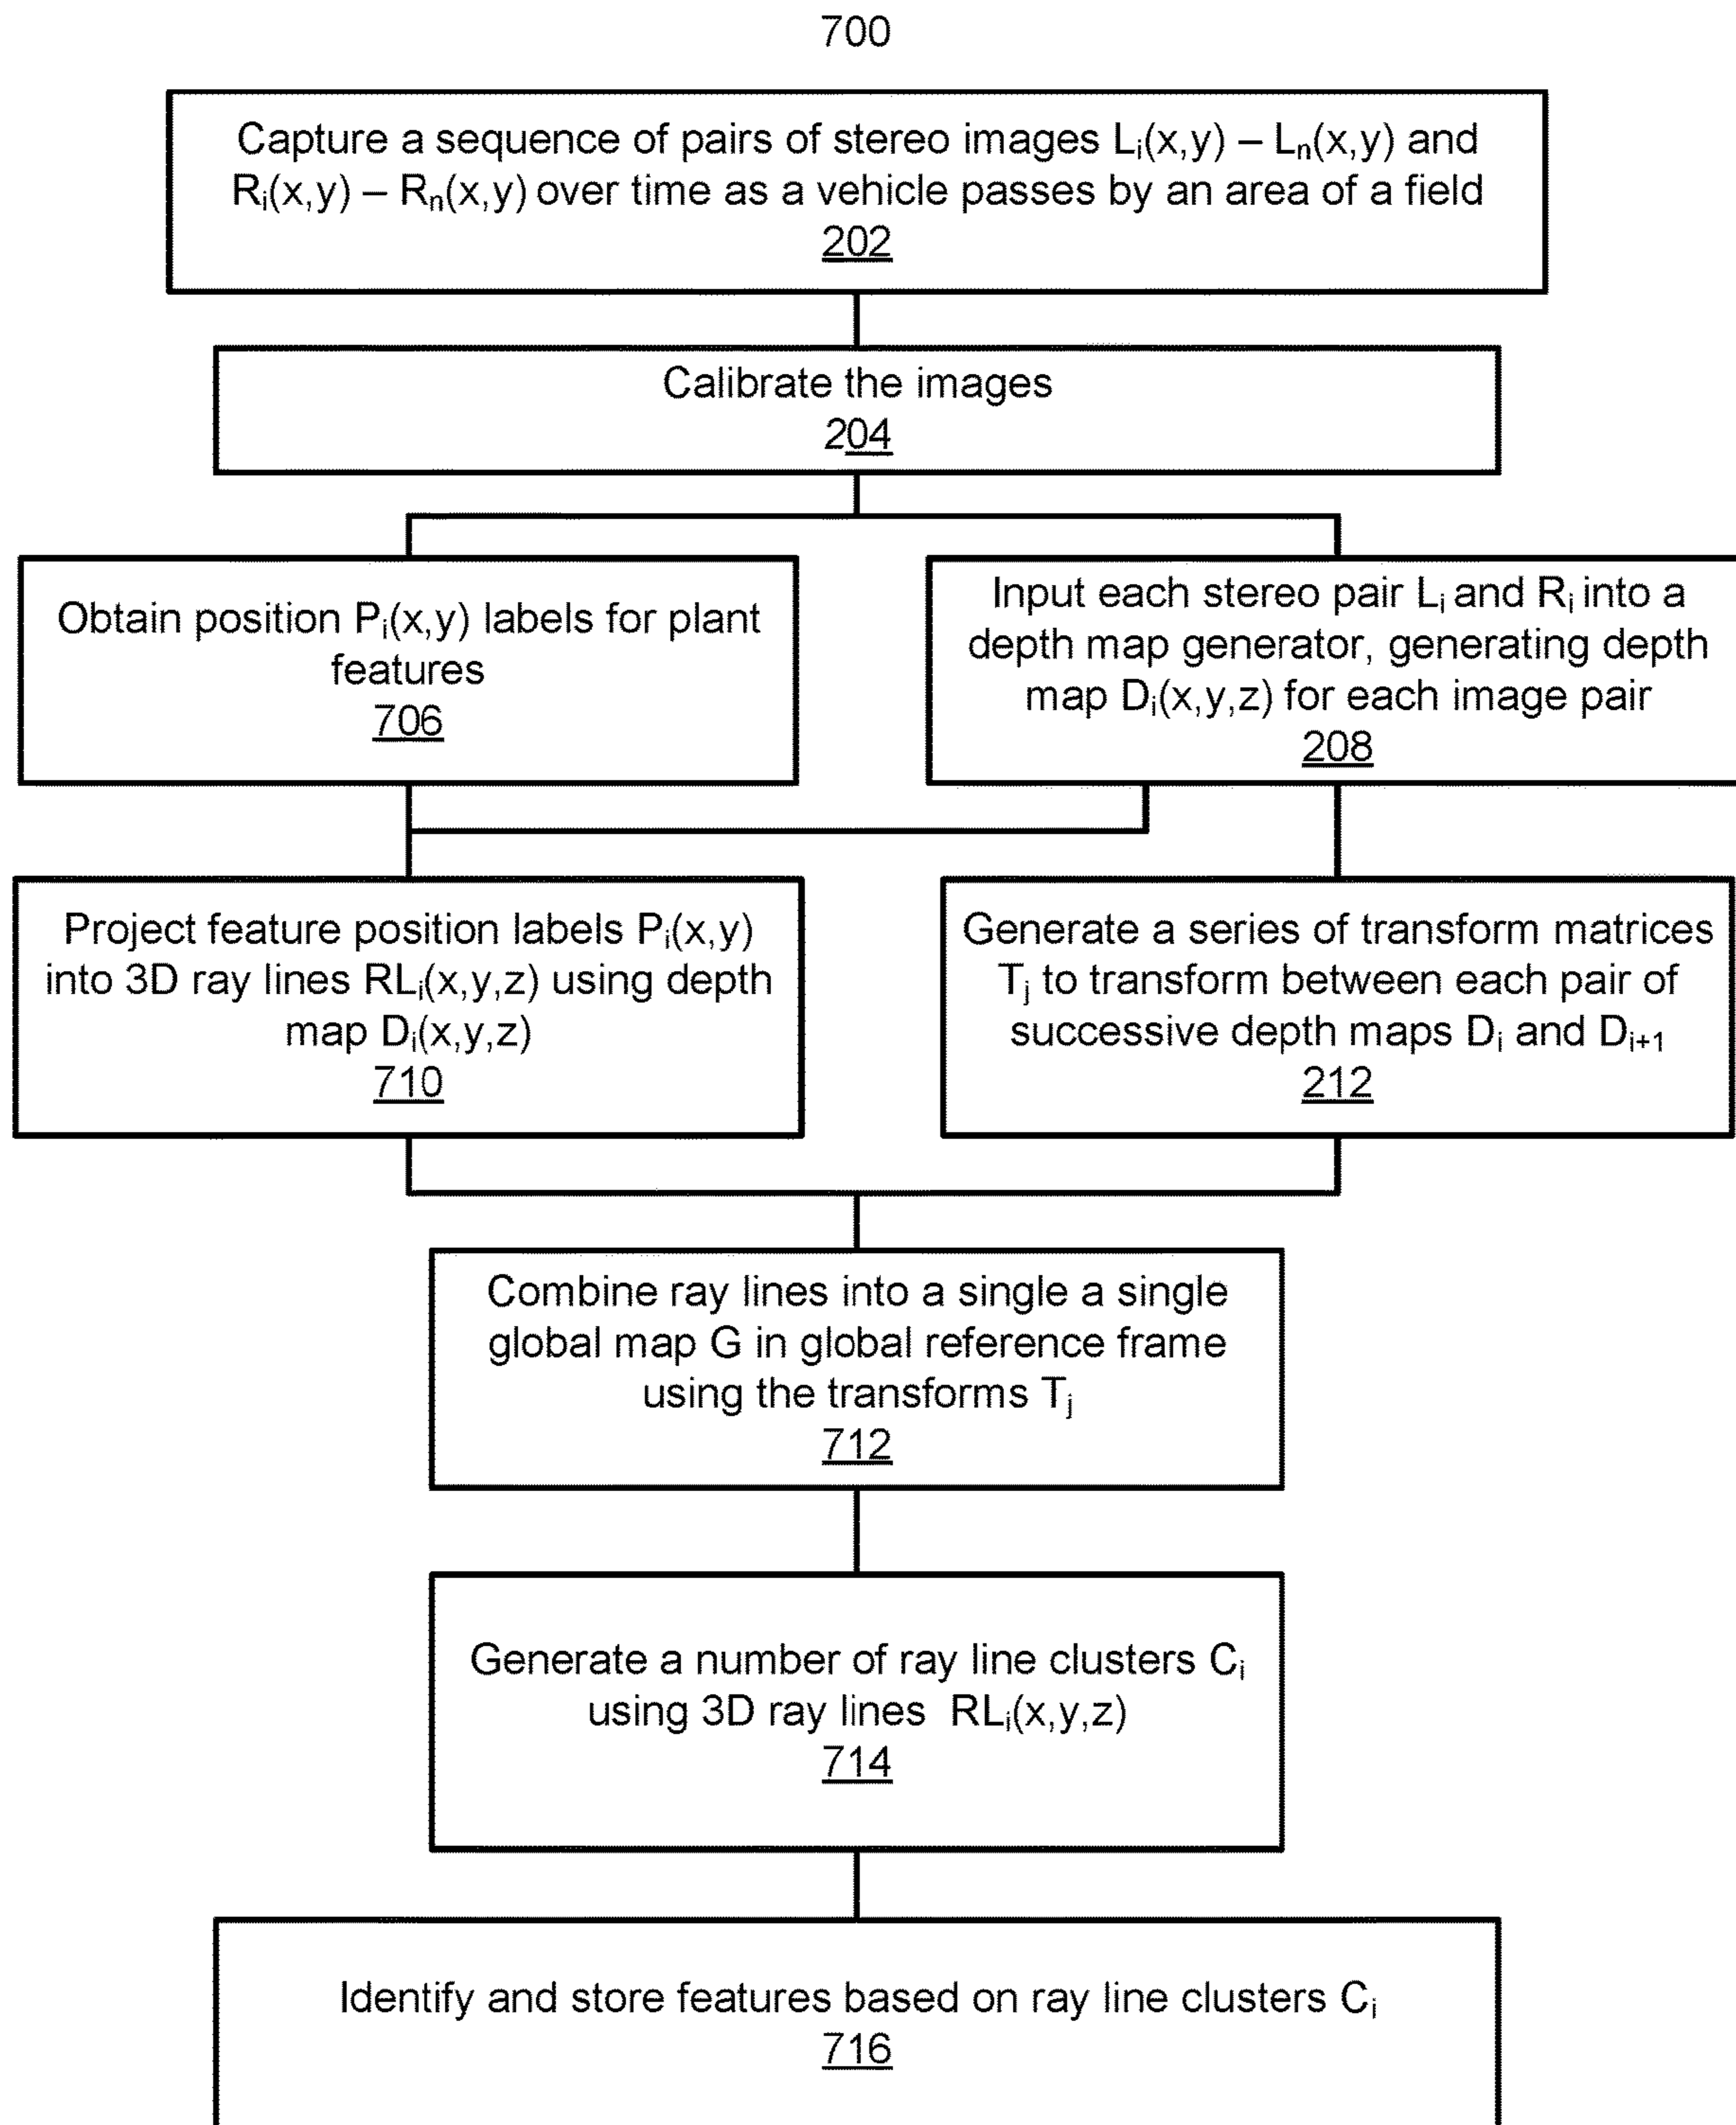 700
Capture a sequence of pairs of stereo images Lᵢ(x,y) – Lₙ(x,y) and
Rᵢ(x,y) – Rₙ(x,y) over time as a vehicle passes by an area of a field
202
Calibrate the images
204
Obtain position Pᵢ(x,y) labels for plant
features
706
Input each stereo pair Lᵢ and Rᵢ into a
depth map generator, generating depth
map Dᵢ(x,y,z) for each image pair
208
Project feature position labels Pᵢ(x,y)
into 3D ray lines RLᵢ(x,y,z) using depth
map Dᵢ(x,y,z)
710
Generate a series of transform matrices
Tⱼ to transform between each pair of
successive depth maps Dᵢ and Dᵢ₊₁
212
Combine ray lines into a single a single
global map G in global reference frame
using the transforms Tⱼ
712
Generate a number of ray line clusters Cᵢ
using 3D ray lines RLᵢ(x,y,z)
714
Identify and store features based on ray line clusters Cᵢ
716